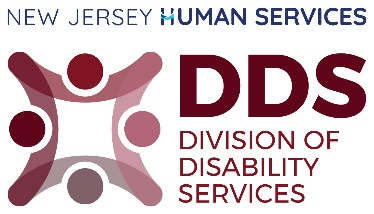 NEW JERSEY HUMAN SERVICES
DDS
DIVISION OF
DISABILITY
SERVICES